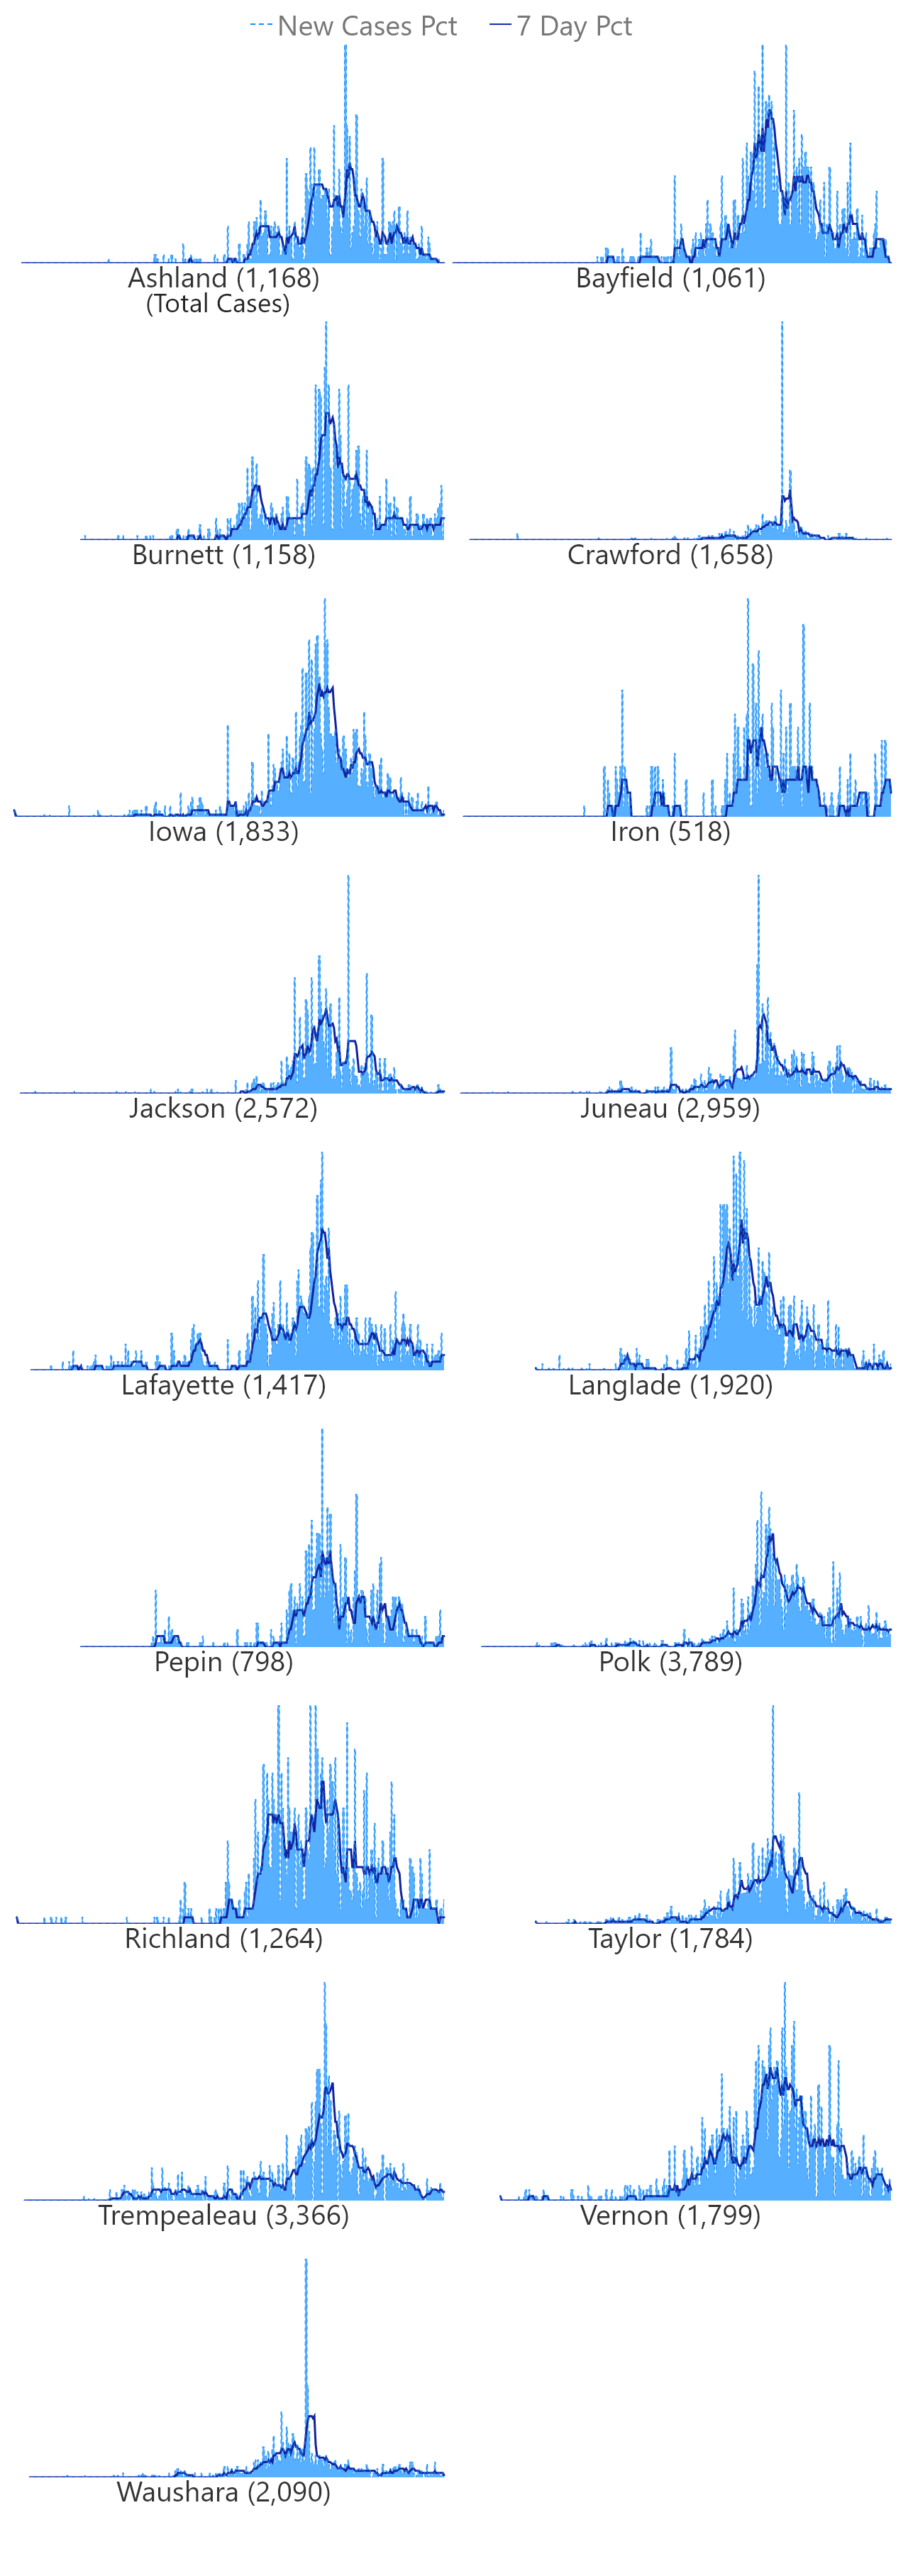 New Cases Pct 7 Day Pct
Ashland (1,168) Bayfield (1,061)
(Total Cases)
Burnett (1,158) Crawford (1,658)
Iowa (1,833) Iron (518)
Jackson (2,572) Juneau (2,959)
Lafayette (1,417) Langlade (1,920)
Pepin (798) Polk (3,789)
Richland (1,264) Taylor (1,784)
Trempealeau (3,366) Vernon (1,799)
Waushara (2,090)